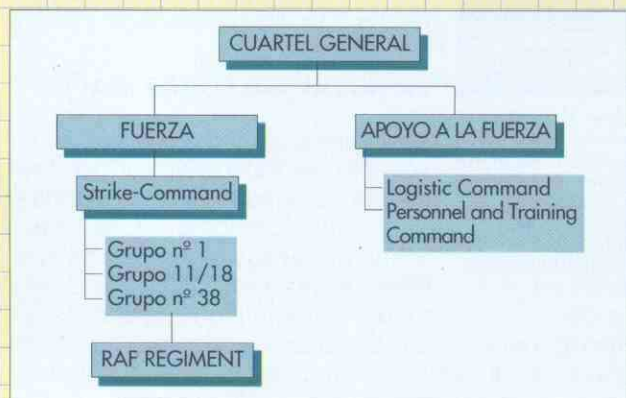 CUARTEL GENERAL
FUERZA
APOYO A LA FUERZA
Strike-Command
Logistic Command
Personnel and Training
Command
Grupo nº 1
Grupo 11/18
Grupo nº 38
RAF REGIMENT